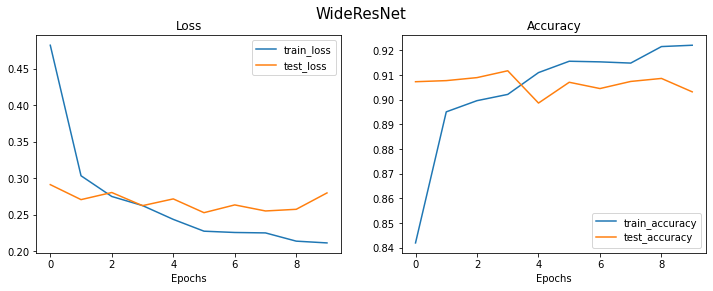 WideResNet
Loss
0.45
0.40
0.35
0.30
0.25
0.20
0 2 4 6 8
Epochs
train_loss
test_loss
Accuracy
0.92
0.91
0.90
0.89
0.88
0.87
0.86
0.85
0.84
0 2 4 6 8
Epochs
train_accuracy
test_accuracy